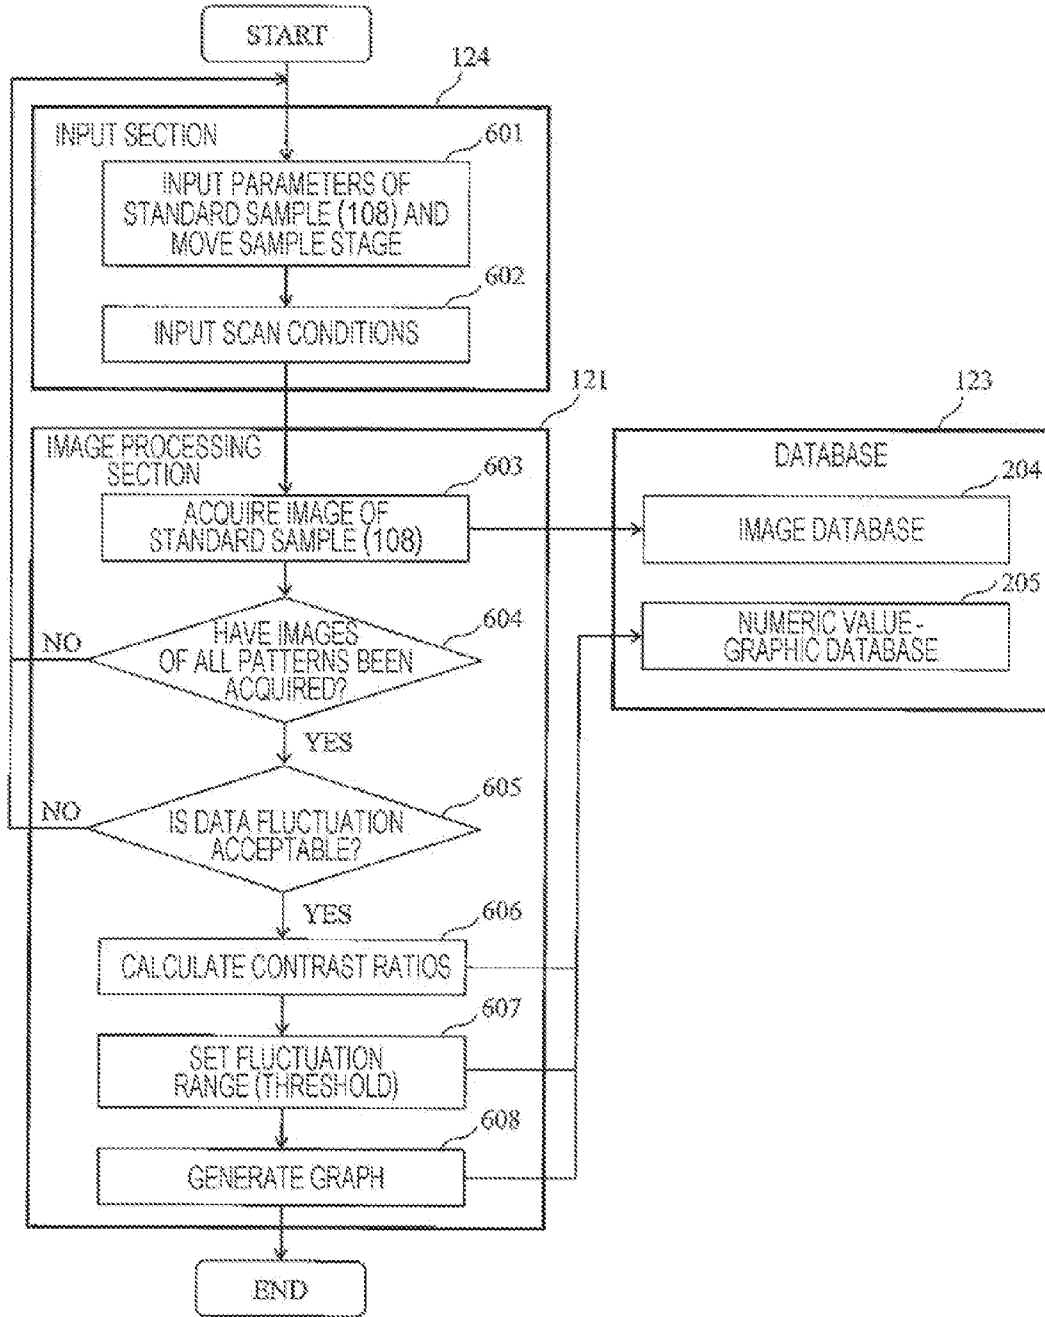 START
124
INPUT SECTION
601
INPUT PARAMETERS OF
STANDARD SAMPLE (108) AND
MOVE SAMPLE STAGE
602
INPUT SCAN CONDITIONS
121
123
IMAGE PROCESSING
SECTION
603
ACQUIRE IMAGE OF
STANDARD SAMPLE (108)
DATABASE
204
IMAGE DATABASE
205
NUMERIC VALUE-
GRAPHIC DATABASE
604
NO
HAVE IMAGES
OF ALL PATTERNS BEEN
ACQUIRED?
YES
605
NO
IS DATA FLUCTUATION
ACCEPTABLE?
YES
606
CALCULATE CONTRAST RATIOS
607
SET FLUCTUATION
RANGE (THRESHOLD)
608
GENERATE GRAPH
END